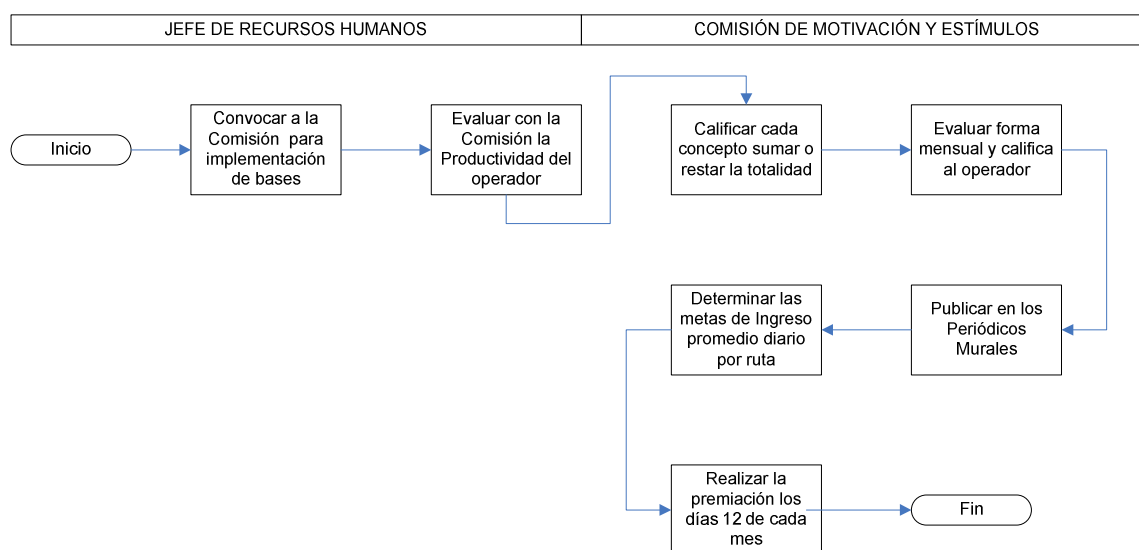 JEFE DE RECURSOS HUMANOS
COMISIÓN DE MOTIVACIÓN Y ESTÍMULOS
Inicio
Convocar a la
Comisión para
implementación
de bases
Evaluar con la
Comisión la
Productividad del
operador
Calificar cada
concepto sumar o
restar la totalidad
Evaluar forma
mensual y califica
al operador
Determinar las
metas de Ingreso
promedio diario
por ruta
Publicar en los
Periódicos
Murales
Realizar la
premiación los
días 12 de cada
mes
Fin